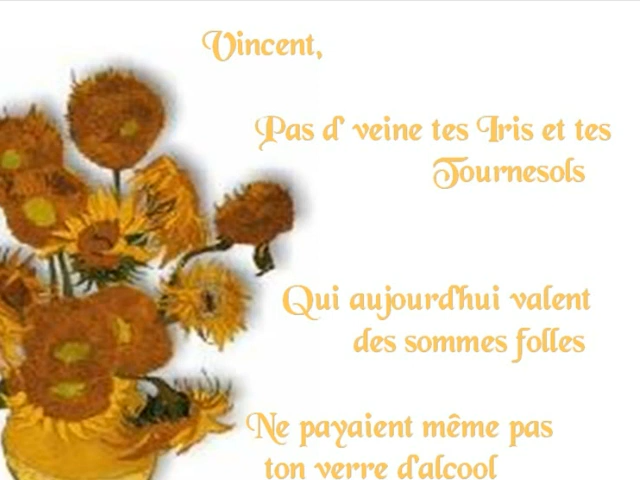 Vincent,
Pas d' veine tes Iris et tes
Tournesols
Qui aujourd'hui valent
des sommes folles
Ne payaient même pas
ton verre d'alcool